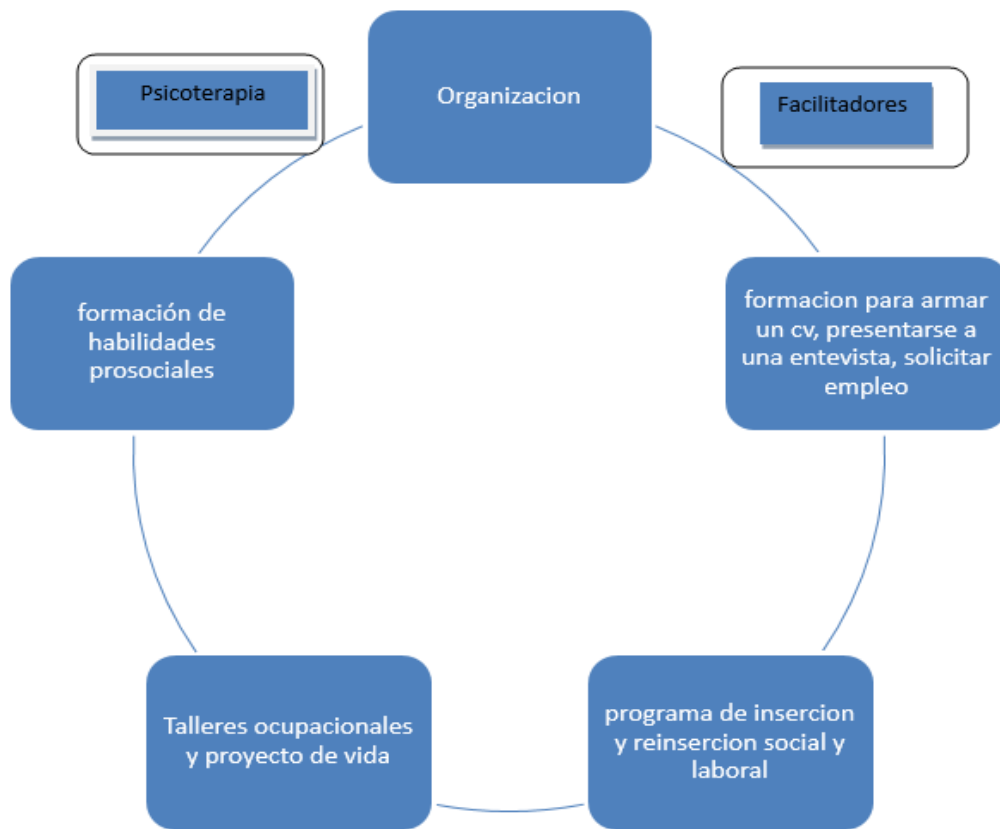 Psicoterapia
Organizacion
Facilitadores
formación de
habilidades
prosociales
formacion para armar
un cv, presentarse a
una entevista, solicitar
empleo
Talleres ocupacionales
y proyecto de vida
programa de insercion
y reinsercion social y
laboral